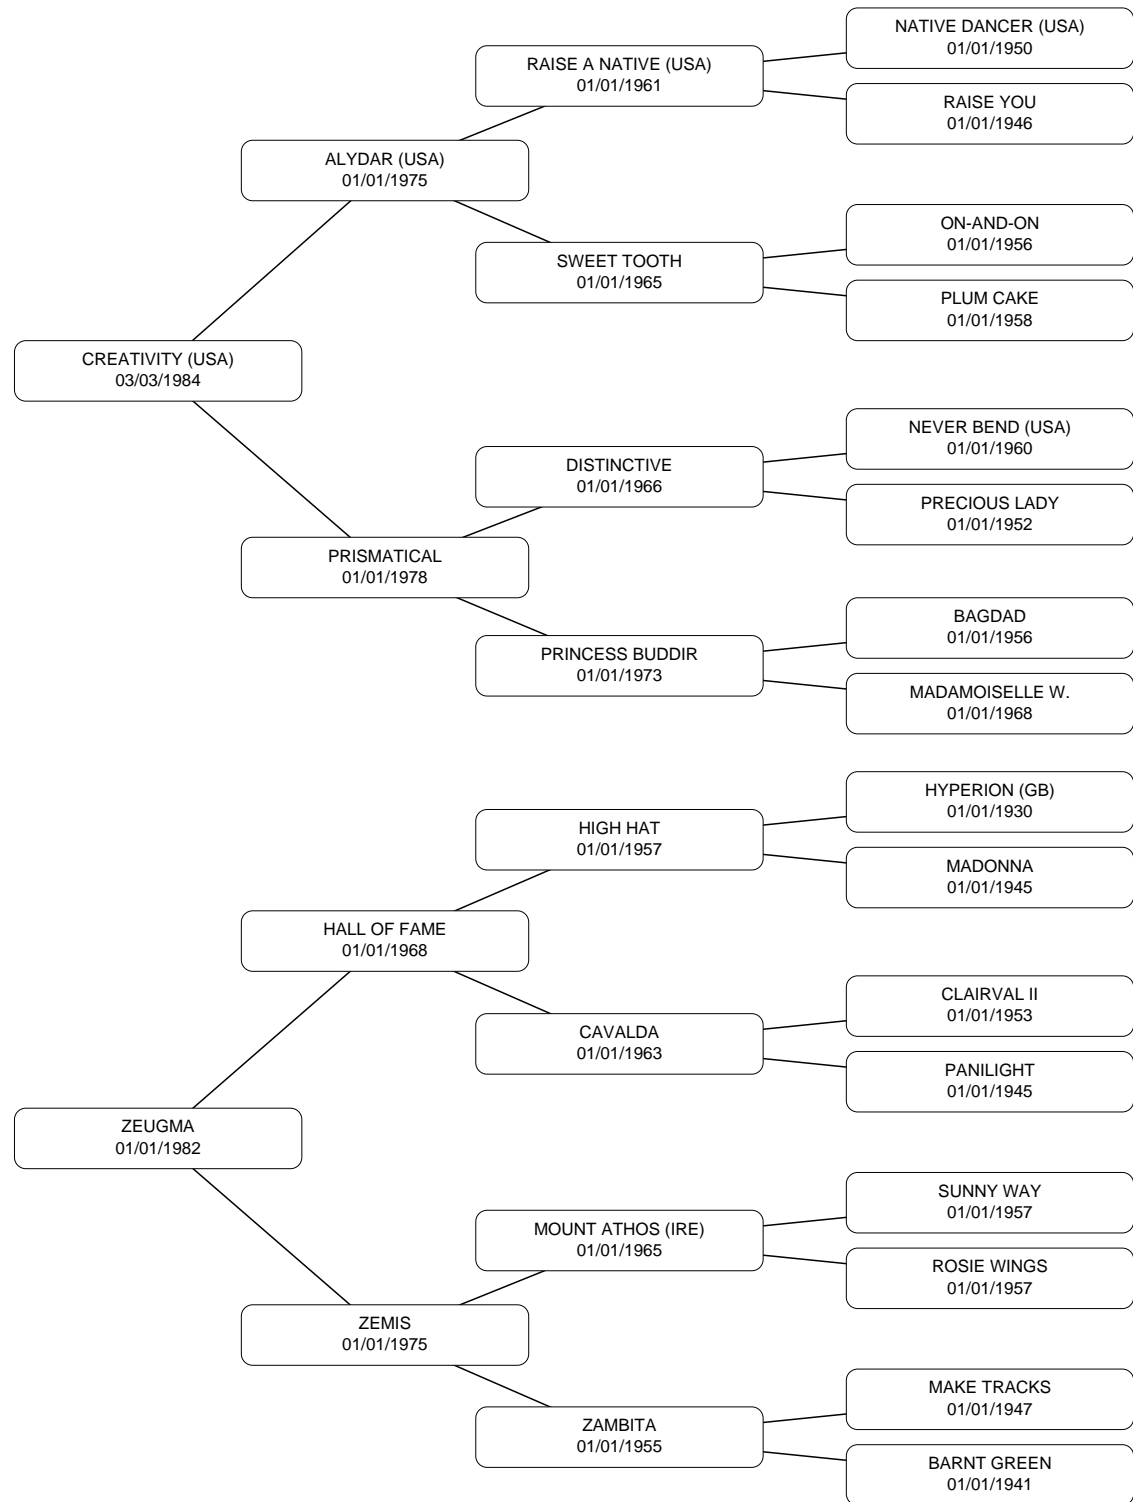 NATIVE DANCER (USA)
01/01/1950
RAISE A NATIVE (USA)
01/01/1961
RAISE YOU
01/01/1946
ALYDAR (USA)
01/01/1975
ON-AND-ON
01/01/1956
SWEET TOOTH
01/01/1965
PLUM CAKE
01/01/1958
CREATIVITY (USA)
03/03/1984
NEVER BEND (USA)
01/01/1960
DISTINCTIVE
01/01/1966
PRECIOUS LADY
01/01/1952
PRISMATICAL
01/01/1978
BAGDAD
01/01/1956
PRINCESS BUDDIR
01/01/1973
MADAMOISELLE W.
01/01/1968
HYPERION (GB)
01/01/1930
HIGH HAT
01/01/1957
MADONNA
01/01/1945
HALL OF FAME
01/01/1968
CLAIRVAL II
01/01/1953
CAVALDA
01/01/1963
PANILIGHT
01/01/1945
ZEUGMA
01/01/1982
SUNNY WAY
01/01/1957
MOUNT ATHOS (IRE)
01/01/1965
ROSIE WINGS
01/01/1957
ZEMIS
01/01/1975
MAKE TRACKS
01/01/1947
ZAMBITA
01/01/1955
BARNT GREEN
01/01/1941